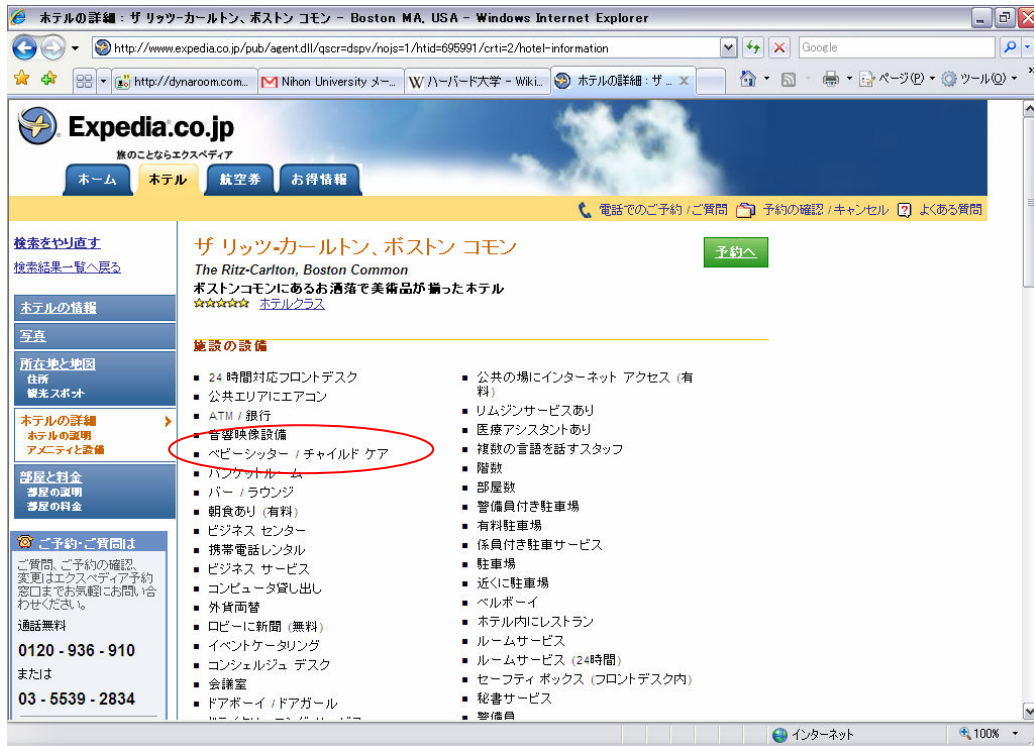 ホテルの詳細 : ザ リッツ-カールトン、ボストン コモン - Boston MA, USA - Windows Internet Explorer
http://www.expedia.co.jp/pub/agent.dll/qscr=dspv/nojs=1/htid=695991/crti=2/hotel-information
Google
http://dynaroom.com... Nihon University メー... ハーバード大学 - Wiki... ホテルの詳細 : ザ ... ページ(P) ツール(O)
Expedia.co.jp
旅のことならエクスペディア
ホーム ホテル 航空券 お得情報
電話でのご予約 / ご質問 予約の確認 / キャンセル よくある質問
検索をやり直す
検索結果一覧へ戻る
ホテルの情報
写真
所在地と地図
住所
観光スポット
ホテルの詳細
ホテルの説明
アメニティと設備
部屋と料金
部屋の説明
部屋の料金
ご予約・ご質問は
ご質問、ご予約の確認、
変更はエクスペディア予約
窓口までお気軽にお問い合
わせください。
通話無料
0120 - 936 - 910
または
03 - 5539 - 2834
ザ リッツ-カールトン、ボストン コモン
The Ritz-Carlton, Boston Common
ボストンコモンにあるお洒落で美術品が揃ったホテル
ホテルクラス
予約へ
施設の設備
24 時間対応フロントデスク
公共エリアにエアコン
ATM / 銀行
音響映像設備
ベビーシッター / チャイルド ケア
バンケットルーム
バー / ラウンジ
朝食あり (有料)
ビジネス センター
携帯電話レンタル
ビジネス サービス
コンピュータ貸し出し
外貨両替
ロビーに新聞 (無料)
イベントケータリング
コンシェルジュ デスク
会議室
ドアボーイ / ドアガール
公共の場にインターネット アクセス (有
料)
リムジンサービスあり
医療アシスタントあり
複数の言語を話すスタッフ
階数
部屋数
警備員付き駐車場
有料駐車場
係員付き駐車サービス
駐車場
近くに駐車場
ベルボーイ
ホテル内にレストラン
ルームサービス
ルームサービス (24時間)
セーフティ ボックス (フロントデスク内)
秘書サービス
警備員
インターネット 100%